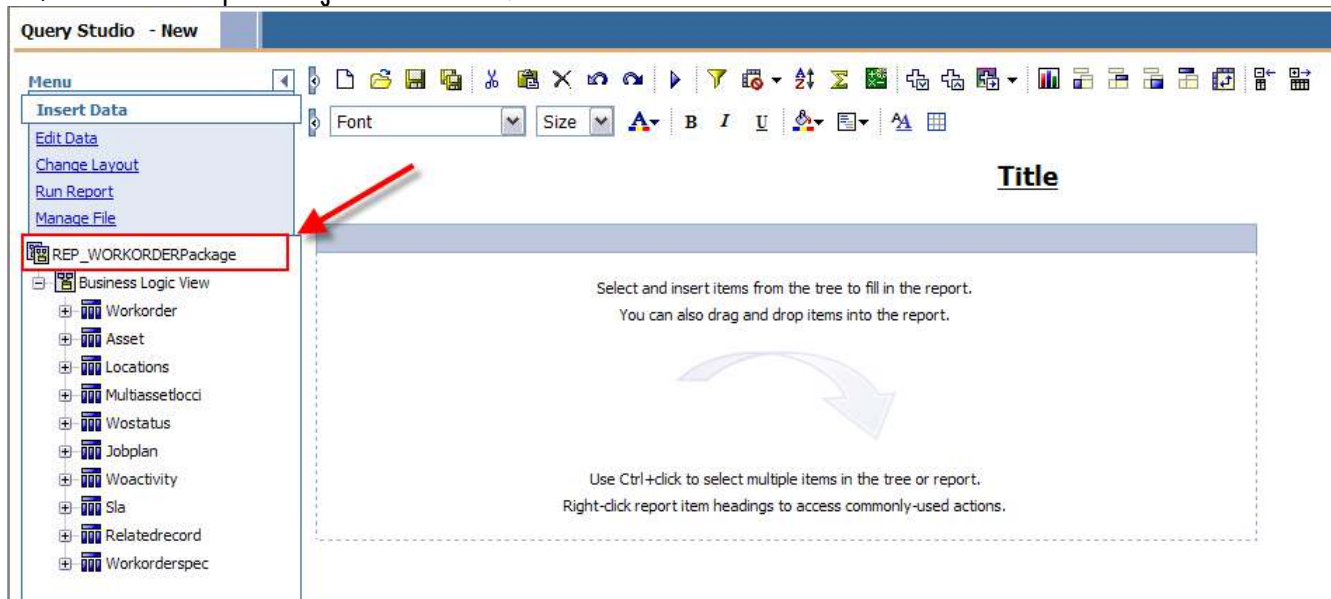 Query Studio - New
Menu
Insert Data
Edit Data
Change Layout
Run Report
Manage File
Font Size A B I U AA
Title
REP_WORKORDERPackage
Business Logic View
Workorder
Asset
Locations
Multiassetlocci
Wostatus
Jobplan
Woactivity
Sla
Relatedrecord
Workorderspec
Select and insert items from the tree to fill in the report.
You can also drag and drop items into the report.
Use Ctrl+click to select multiple items in the tree or report.
Right-click report item headings to access commonly-used actions.